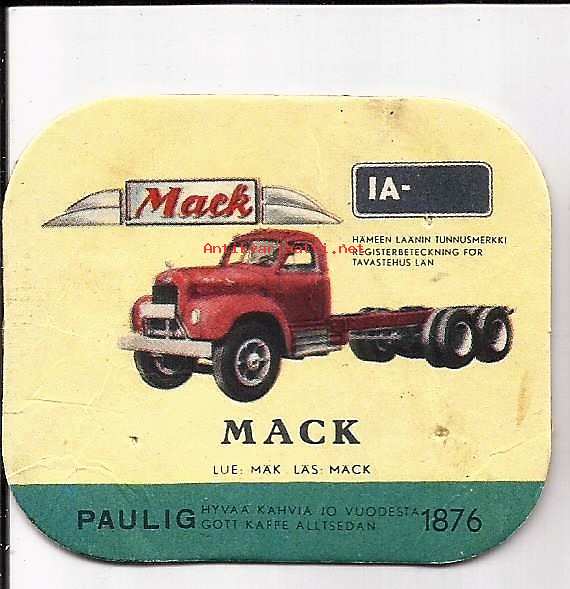 Mack
IA-
HÄMEEN LÄÄNIN TUNNUSMERKKI
REGISTERBETECKNING FÖR
TAVASTEHUS LÄN
MACK
LUE: MÄK LÄS: MÄCK
PAULIG HYVÄÄ KAHVIA JO VUODESTA 1876
GOTT KAFFE ALLTSEDAN